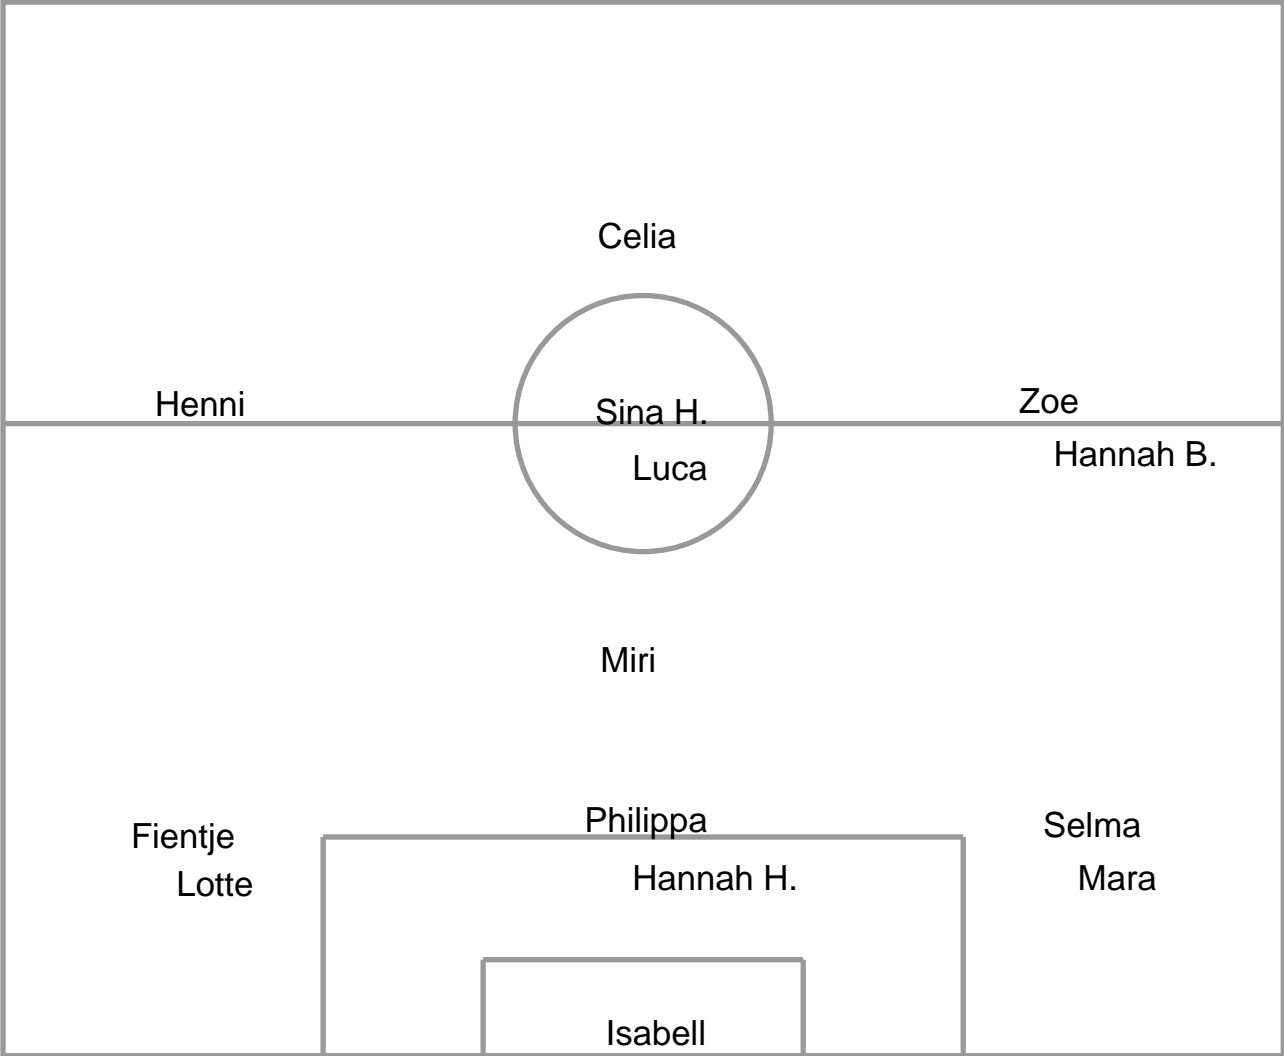 Celia
Henni
Sina H.
Zoe
Luca
Hannah B.
Miri
Fientje
Philippa
Selma
Lotte
Hannah H.
Mara
Isabell